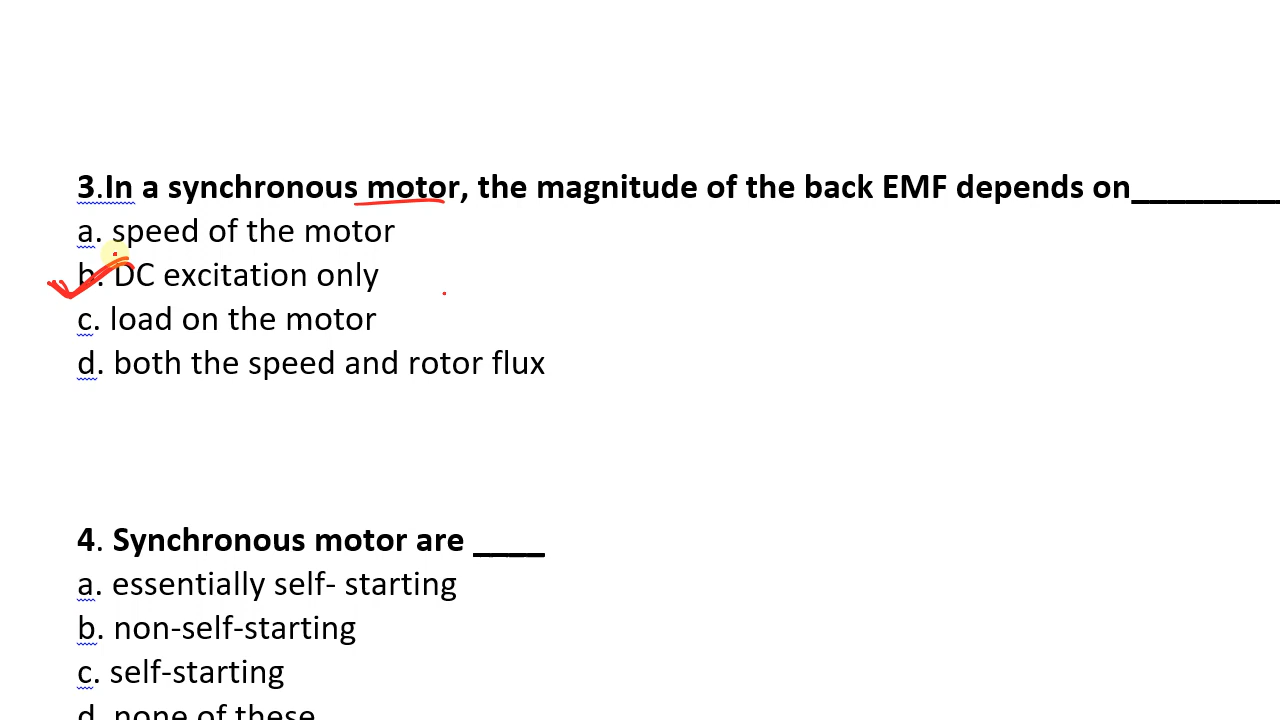 3.In a synchronous motor, the magnitude of the back EMF depends on__________
a. speed of the motor
b. DC excitation only
c. load on the motor
d. both the speed and rotor flux
4. Synchronous motor are ____
a. essentially self- starting
b. non-self-starting
c. self-starting
d. none of these